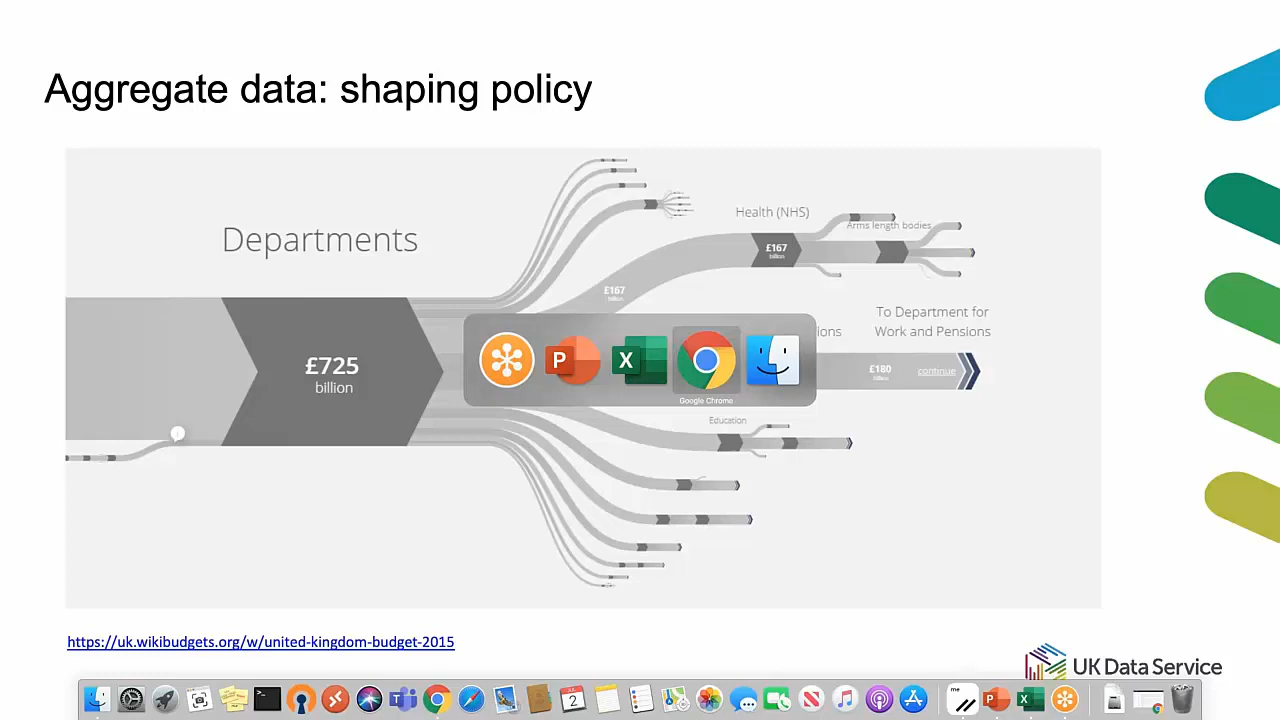 Aggregate data: shaping policy
Departments
Health (NHS)
£167
billion
Arms length bodies
£167
billion
To Department for
Work and Pensions
£725
billion
£180
billion
continue
Google Chrome
Education
https://uk.wikibudgets.org/w/united-kingdom-budget-2015
UK Data Service